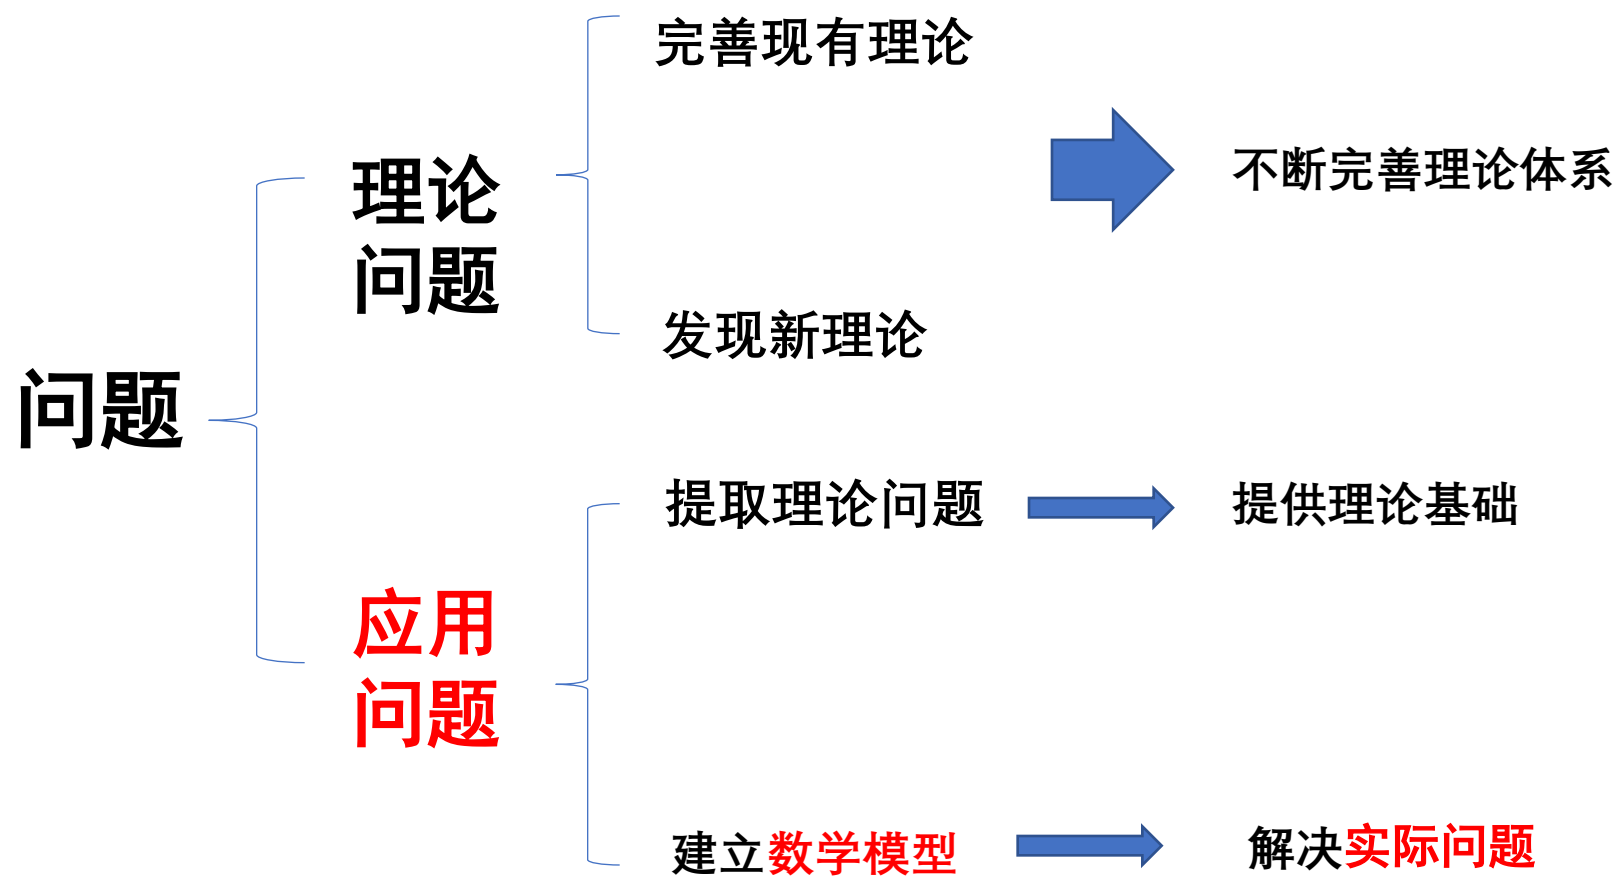 问题
理论
问题
完善现有理论
发现新理论
不断完善理论体系
应用
问题
提取理论问题
提供理论基础
建立数学模型
解决实际问题